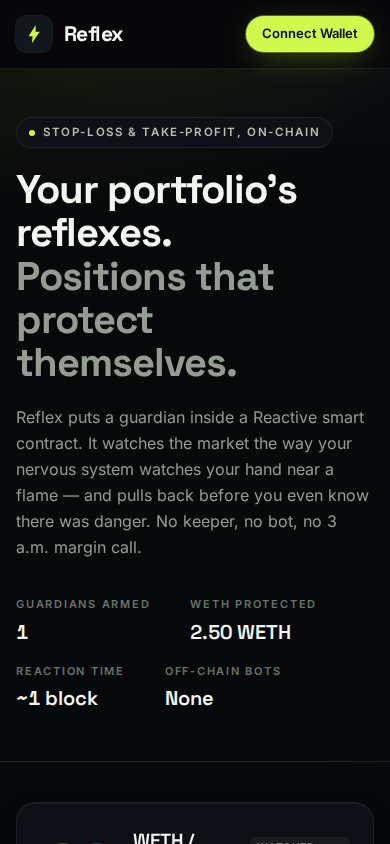 Reflex
Connect Wallet
STOP-LOSS & TAKE-PROFIT, ON-CHAIN
Your portfolio’s
reflexes.
Positions that
protect
themselves.
Reflex puts a guardian inside a Reactive smart
contract. It watches the market the way your
nervous system watches your hand near a
flame — and pulls back before you even know
there was danger. No keeper, no bot, no 3
a.m. margin call.
GUARDIANS ARMED
1
WETH PROTECTED
2.50 WETH
REACTION TIME
~1 block
OFF-CHAIN BOTS
None
WETH /